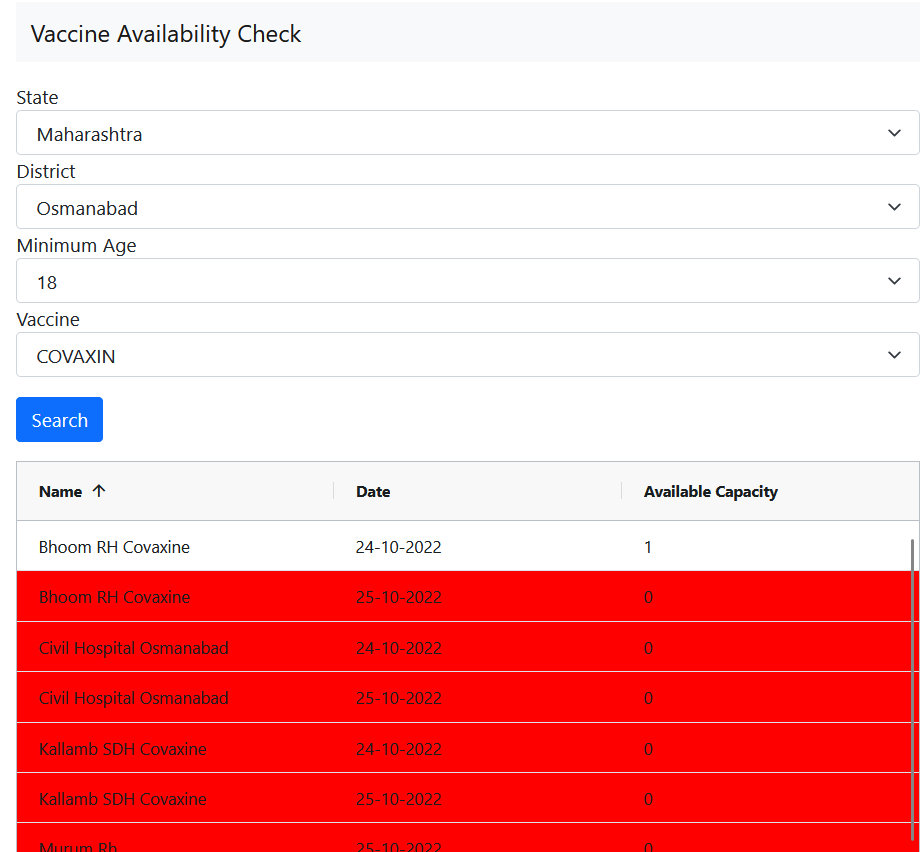 Vaccine Availability Check
State
Maharashtra
District
Osmanabad
Minimum Age
18
Vaccine
COVAXIN
Search
Name Date Available Capacity
Bhoom RH Covaxine 24-10-2022 1
Bhoom RH Covaxine 25-10-2022 0
Civil Hospital Osmanabad 24-10-2022 0
Civil Hospital Osmanabad 25-10-2022 0
Kallamb SDH Covaxine 24-10-2022 0
Kallamb SDH Covaxine 25-10-2022 0
Murum Rh 25-10-2022 0